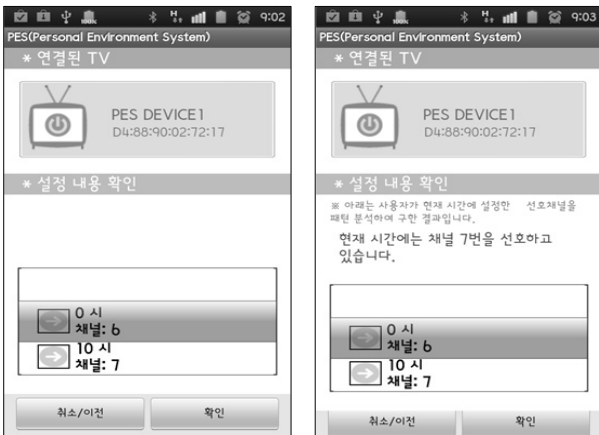 9:02
PES(Personal Environment System)
* 연결된 TV
PES DEVICE1
D4:88:90:02:72:17
* 설정 내용 확인
0 시
채널: 6
10 시
채널: 7
취소/이전
확인
9:03
PES(Personal Environment System)
* 연결된 TV
PES DEVICE1
D4:88:90:02:72:17
* 설정 내용 확인
※ 아래는 사용자가 현재 시간에 설정한 선호채널을
패턴 분석하여 구한 결과입니다.
현재 시간에는 채널 7번을 선호하고
있습니다.
0 시
채널: 6
10 시
채널: 7
취소/이전
확인